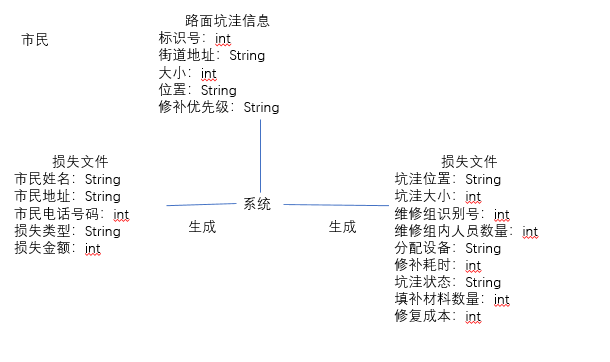 市民
路面坑洼信息
标识号：int
街道地址：String
大小：int
位置：String
修补优先级：String
损失文件
市民姓名：String
市民地址：String
市民电话号码：int
损失类型：String
损失金额：int
系统
生成
生成
损失文件
坑洼位置：String
坑洼大小：int
维修组识别号：int
维修组内人员数量：int
分配设备：String
修补耗时：int
坑洼状态：String
填补材料数量：int
修复成本：int